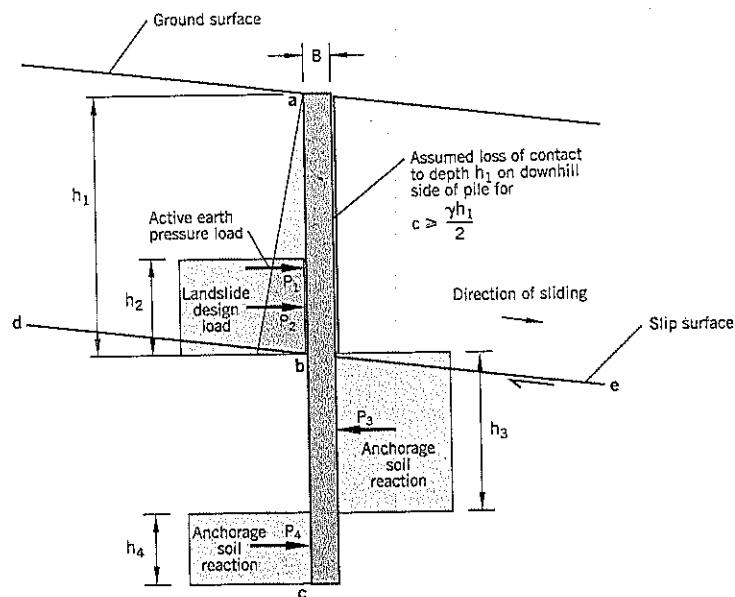 Ground surface
B
a
Assumed loss of contact
to depth h₁ on downhill
side of pile for
c ⩾ γh₁/2
h₁
Active earth
pressure load
P₁
h₂
Landslide
design
load
P₂
Direction of sliding
d
Slip surface
b
e
P₃
h₃
Anchorage
soil
reaction
Anchorage
soil
reaction
P₄
h₄
c